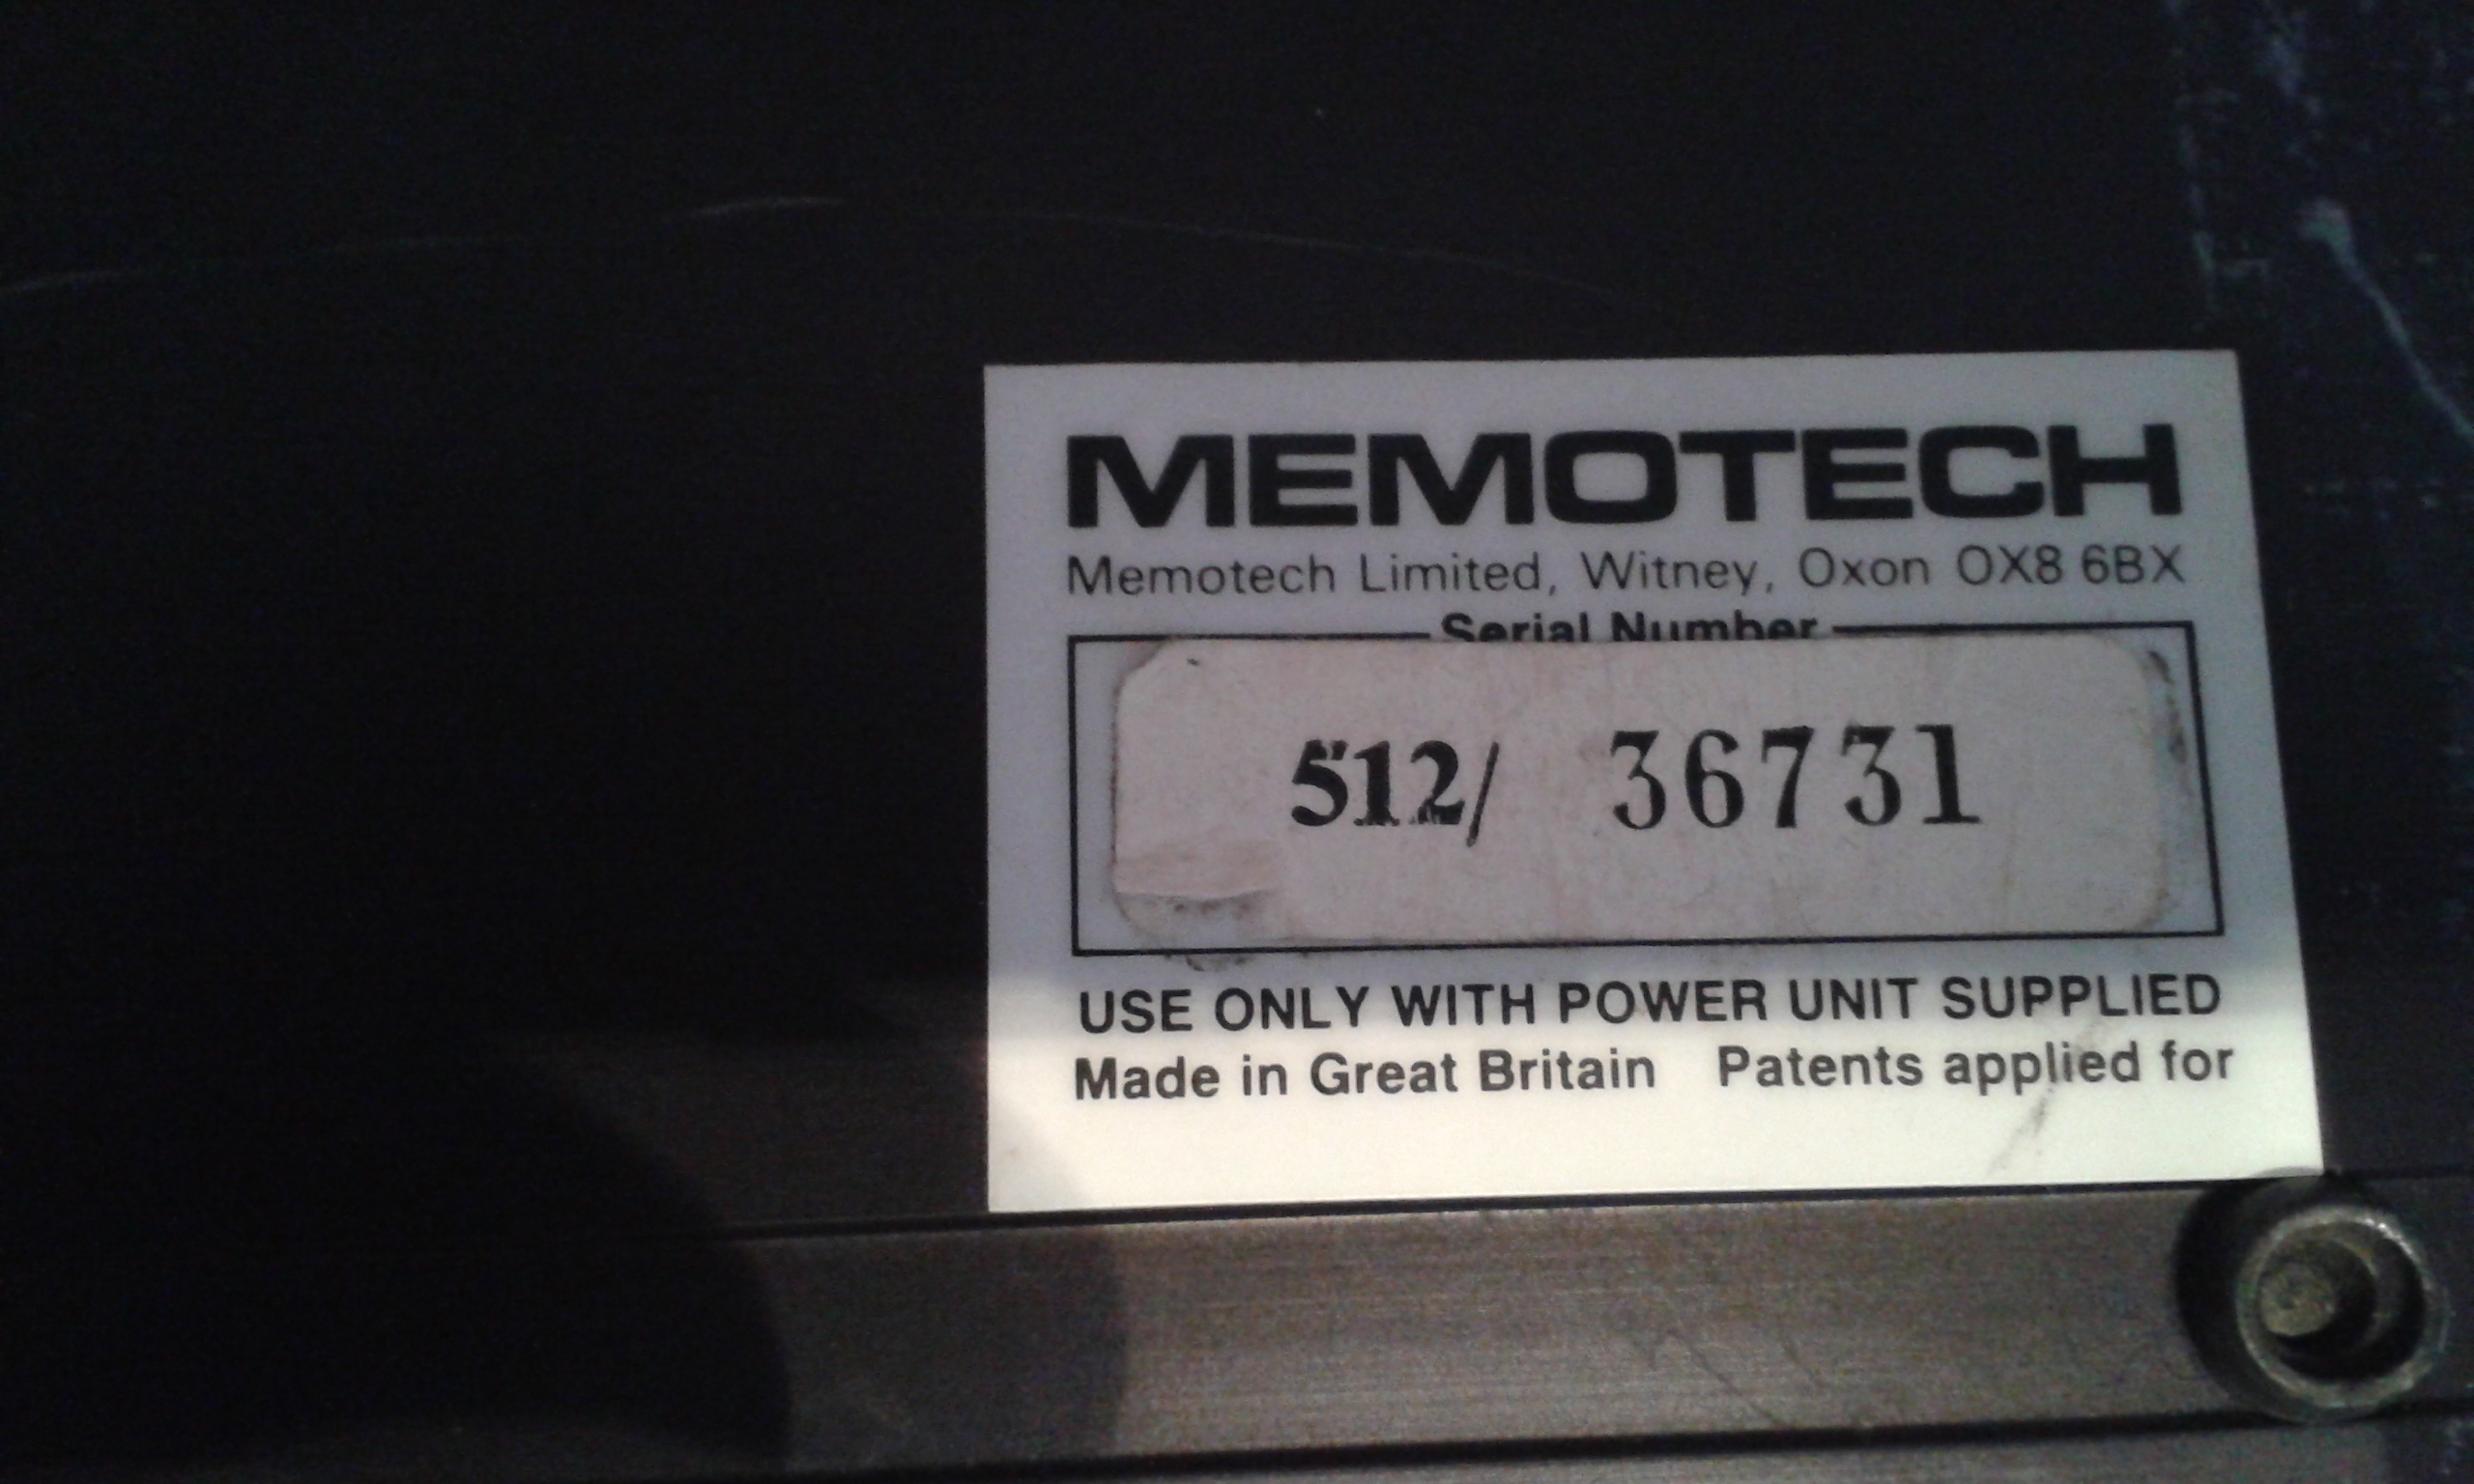 MEMOTECH
Memotech Limited, Witney, Oxon OX8 6BX
Serial Number
512/ 36731
USE ONLY WITH POWER UNIT SUPPLIED
Made in Great Britain Patents applied for